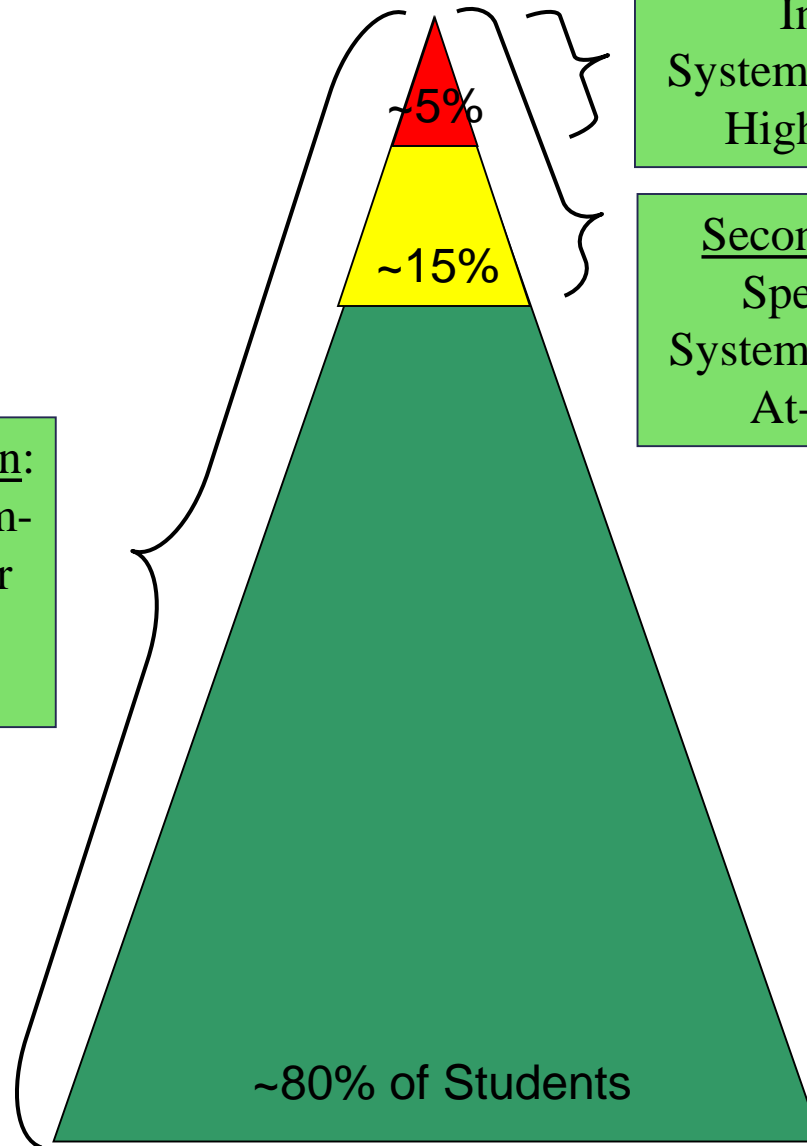 ~5%
~15%
~80% of Students
In
System
High
Secon
Spe
System
At-
n:
n-
r